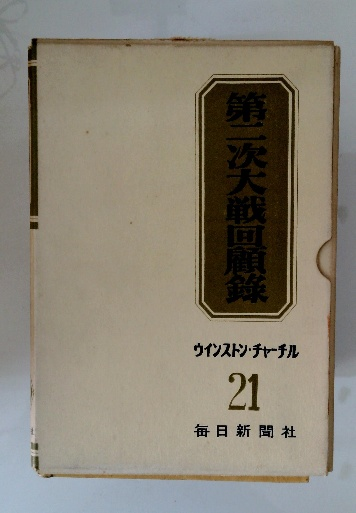 第二次大戦回顧錄
ウインストン・チャーチル
21
毎日新聞社